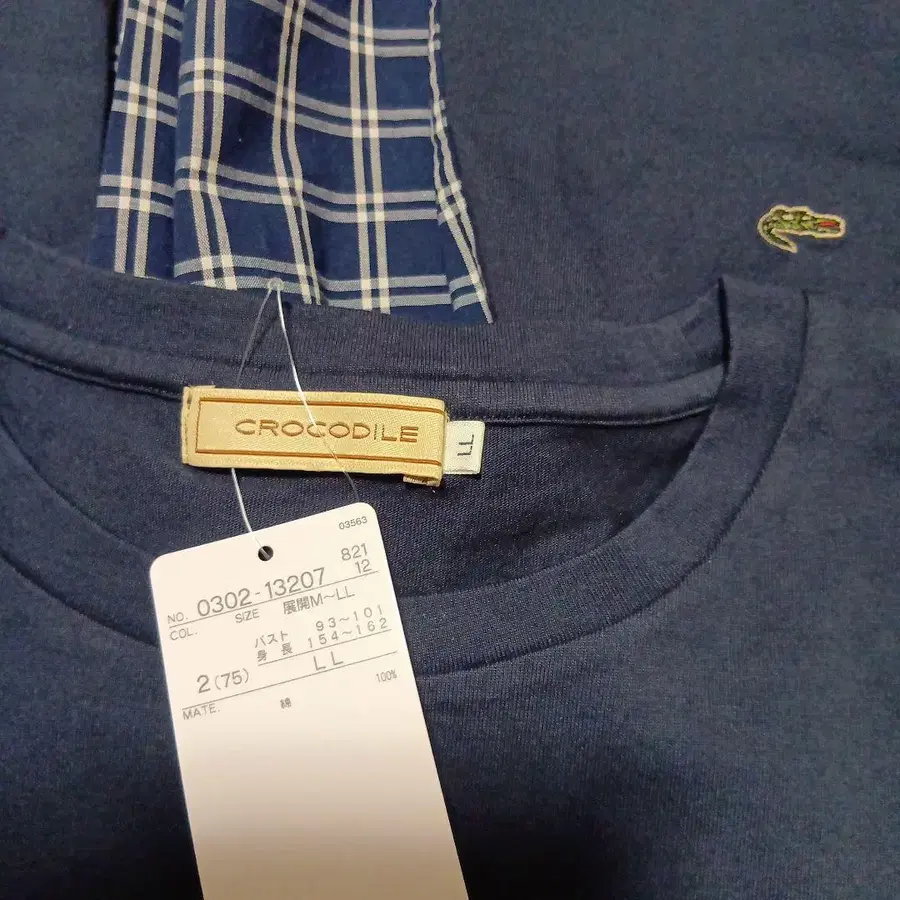 CROCODILE
LL
03563
821
NO. 0302-13207 12
COL. SIZE 展開M～LL
バスト 93～101
身長 154～162
2(75) LL
MATE. 綿 100%